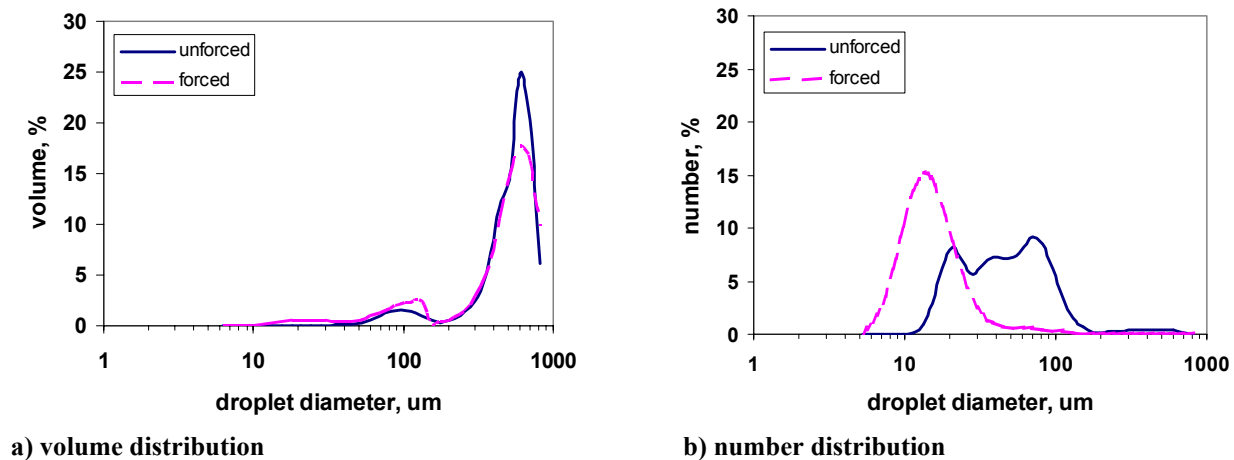 30
25
20
15
10
5
0
volume, %
unforced
forced
1
10
100
1000
droplet diameter, um
a) volume distribution
30
25
20
15
10
5
0
number, %
unforced
forced
1
10
100
1000
droplet diameter, um
b) number distribution